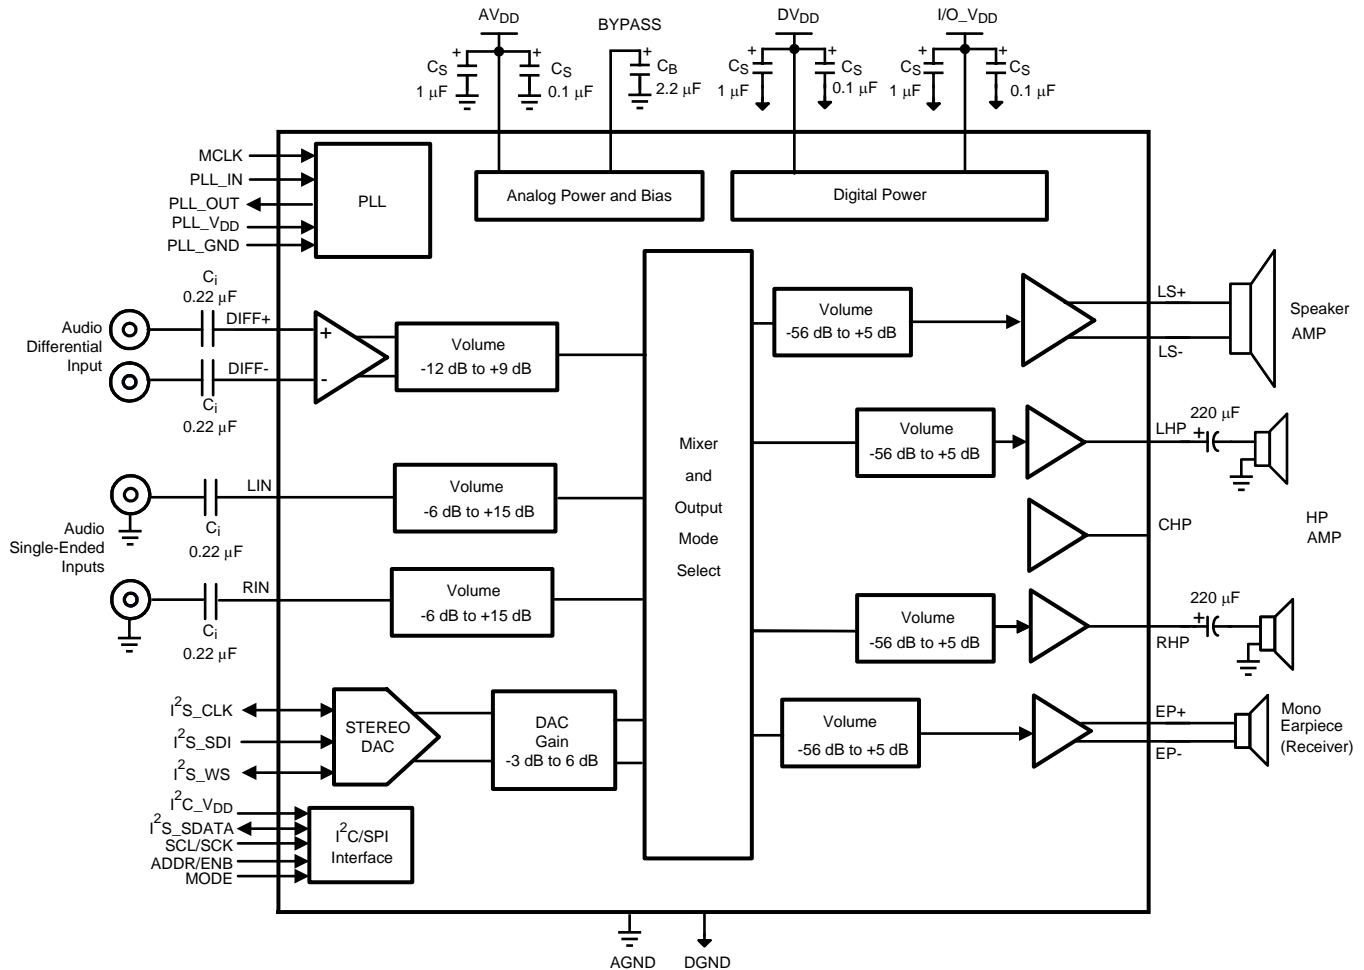 AVDD
BYPASS
DVDD
I/O_VDD
+
+
+
+
+
+
+
CS
1 μF
CS
0.1 μF
CB
2.2 μF
CS
1 μF
CS
0.1 μF
CS
1 μF
CS
0.1 μF
MCLK
PLL_IN
PLL_OUT
PLL_VDD
PLL_GND
PLL
Analog Power and Bias
Digital Power
Ci
0.22 μF
Audio
Differential
Input
DIFF+
DIFF-
Ci
0.22 μF
+
-
Volume
-12 dB to +9 dB
LIN
Ci
0.22 μF
Volume
-6 dB to +15 dB
Audio
Single-Ended
Inputs
RIN
Ci
0.22 μF
Volume
-6 dB to +15 dB
I2S_CLK
I2S_SDI
I2S_WS
STEREO
DAC
DAC
Gain
-3 dB to 6 dB
I2C_VDD
I2S_SDATA
SCL/SCK
ADDR/ENB
MODE
I2C/SPI
Interface
Mixer
and
Output
Mode
Select
Volume
-56 dB to +5 dB
LS+
LS-
Speaker
AMP
Volume
-56 dB to +5 dB
LHP
220 μF
+
CHP
HP
AMP
Volume
-56 dB to +5 dB
RHP
220 μF
+
Volume
-56 dB to +5 dB
EP+
EP-
Mono
Earpiece
(Receiver)
AGND
DGND